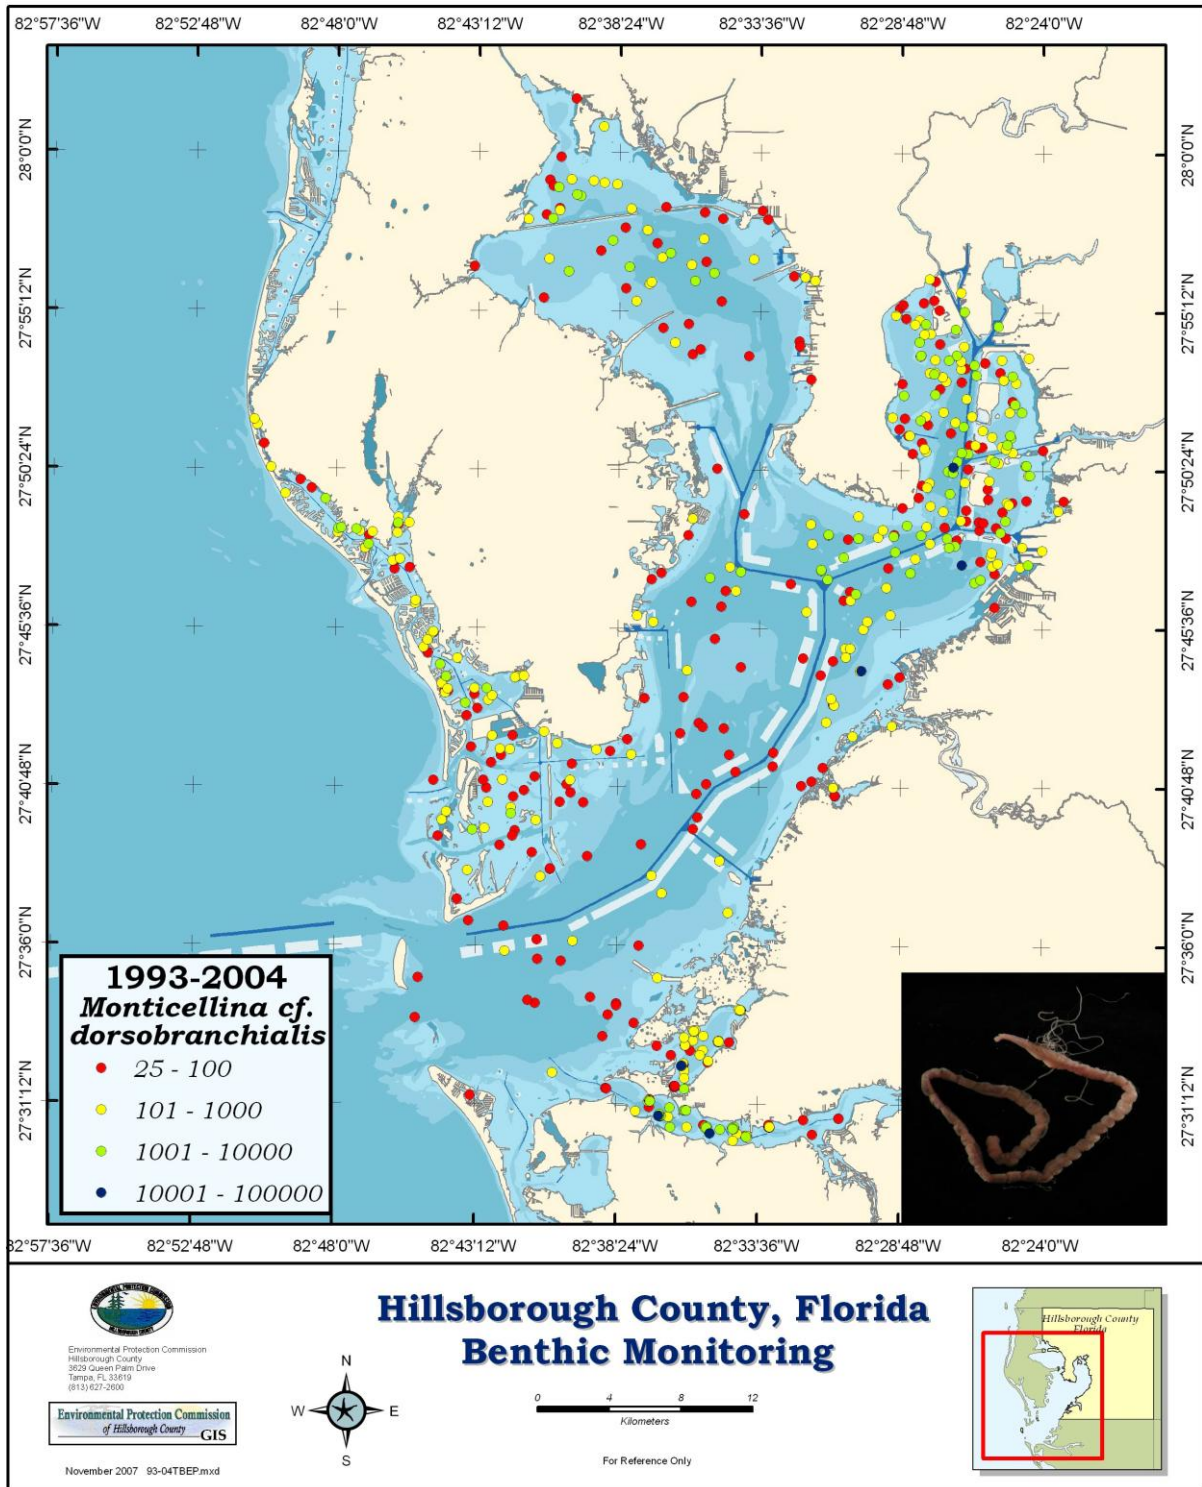 82°57'36"W 82°52'48"W 82°48'0"W 82°43'12"W 82°38'24"W 82°33'36"W 82°28'48"W 82°24'0"W
28°0'0"N 28°0'0"N
27°55'12"N 27°55'12"N
27°50'24"N 27°50'24"N
27°45'36"N 27°45'36"N
27°40'48"N 27°40'48"N
27°36'0"N 27°36'0"N
27°31'12"N 27°31'12"N
1993-2004
Monticellina cf.
dorsobranchialis
25 - 100
101 - 1000
1001 - 10000
10001 - 100000
82°57'36"W 82°52'48"W 82°48'0"W 82°43'12"W 82°38'24"W 82°33'36"W 82°28'48"W 82°24'0"W
ENVIRONMENTAL PROTECTION COMMISSION
HILLSBOROUGH COUNTY
Environmental Protection Commission
Hillsborough County
3629 Queen Palm Drive
Tampa, FL 33619
(813) 627-2600
Environmental Protection Commission
of Hillsborough County GIS
November 2007 93-04TBEP.mxd
Hillsborough County, Florida
Benthic Monitoring
N
W E
S
0 4 8 12
Kilometers
For Reference Only
Hillsborough County
Florida